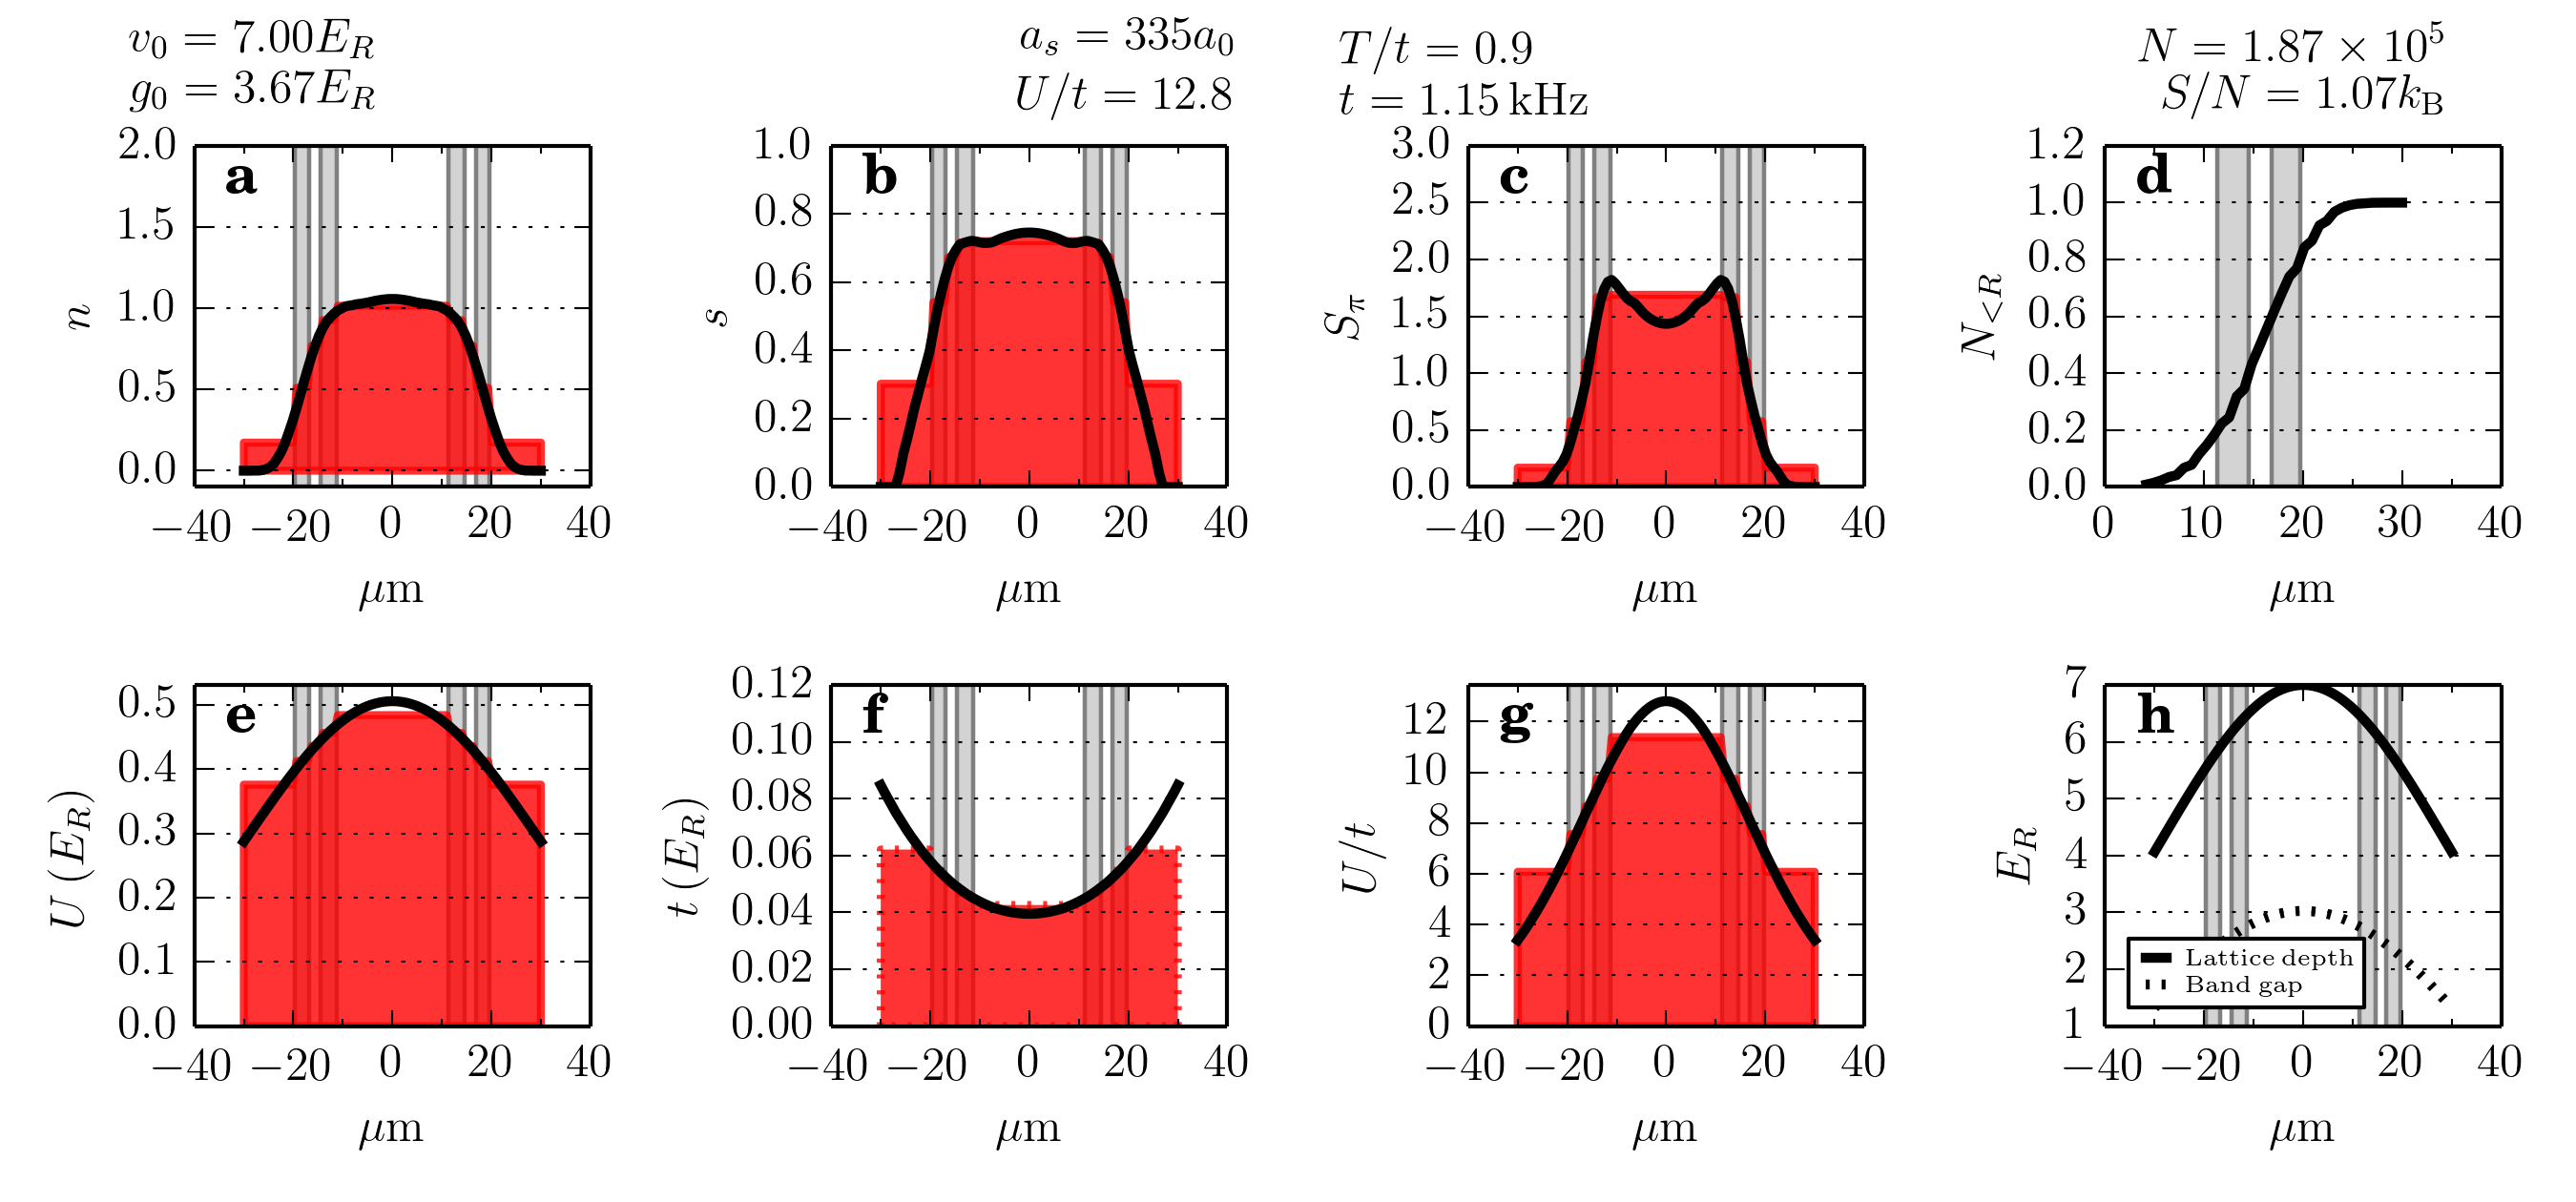 v₀ = 7.00E_R
g₀ = 3.67E_R
a_s = 335a₀
U/t = 12.8
T/t = 0.9
t = 1.15 kHz
N = 1.87 × 10⁵
S/N = 1.07k_B
a
n
2.0
1.5
1.0
0.5
0.0
−40 −20 0 20 40
μm
b
s
1.0
0.8
0.6
0.4
0.2
0.0
−40 −20 0 20 40
μm
c
S_π
3.0
2.5
2.0
1.5
1.0
0.5
0.0
−40 −20 0 20 40
μm
d
N_{<R}
1.2
1.0
0.8
0.6
0.4
0.2
0.0
0 10 20 30 40
μm
e
U (E_R)
0.5
0.4
0.3
0.2
0.1
0.0
−40 −20 0 20 40
μm
f
t (E_R)
0.12
0.10
0.08
0.06
0.04
0.02
0.00
−40 −20 0 20 40
μm
g
U/t
12
10
8
6
4
2
0
−40 −20 0 20 40
μm
h
E_R
7
6
5
4
3
2
1
Lattice depth
Band gap
−40 −20 0 20 40
μm